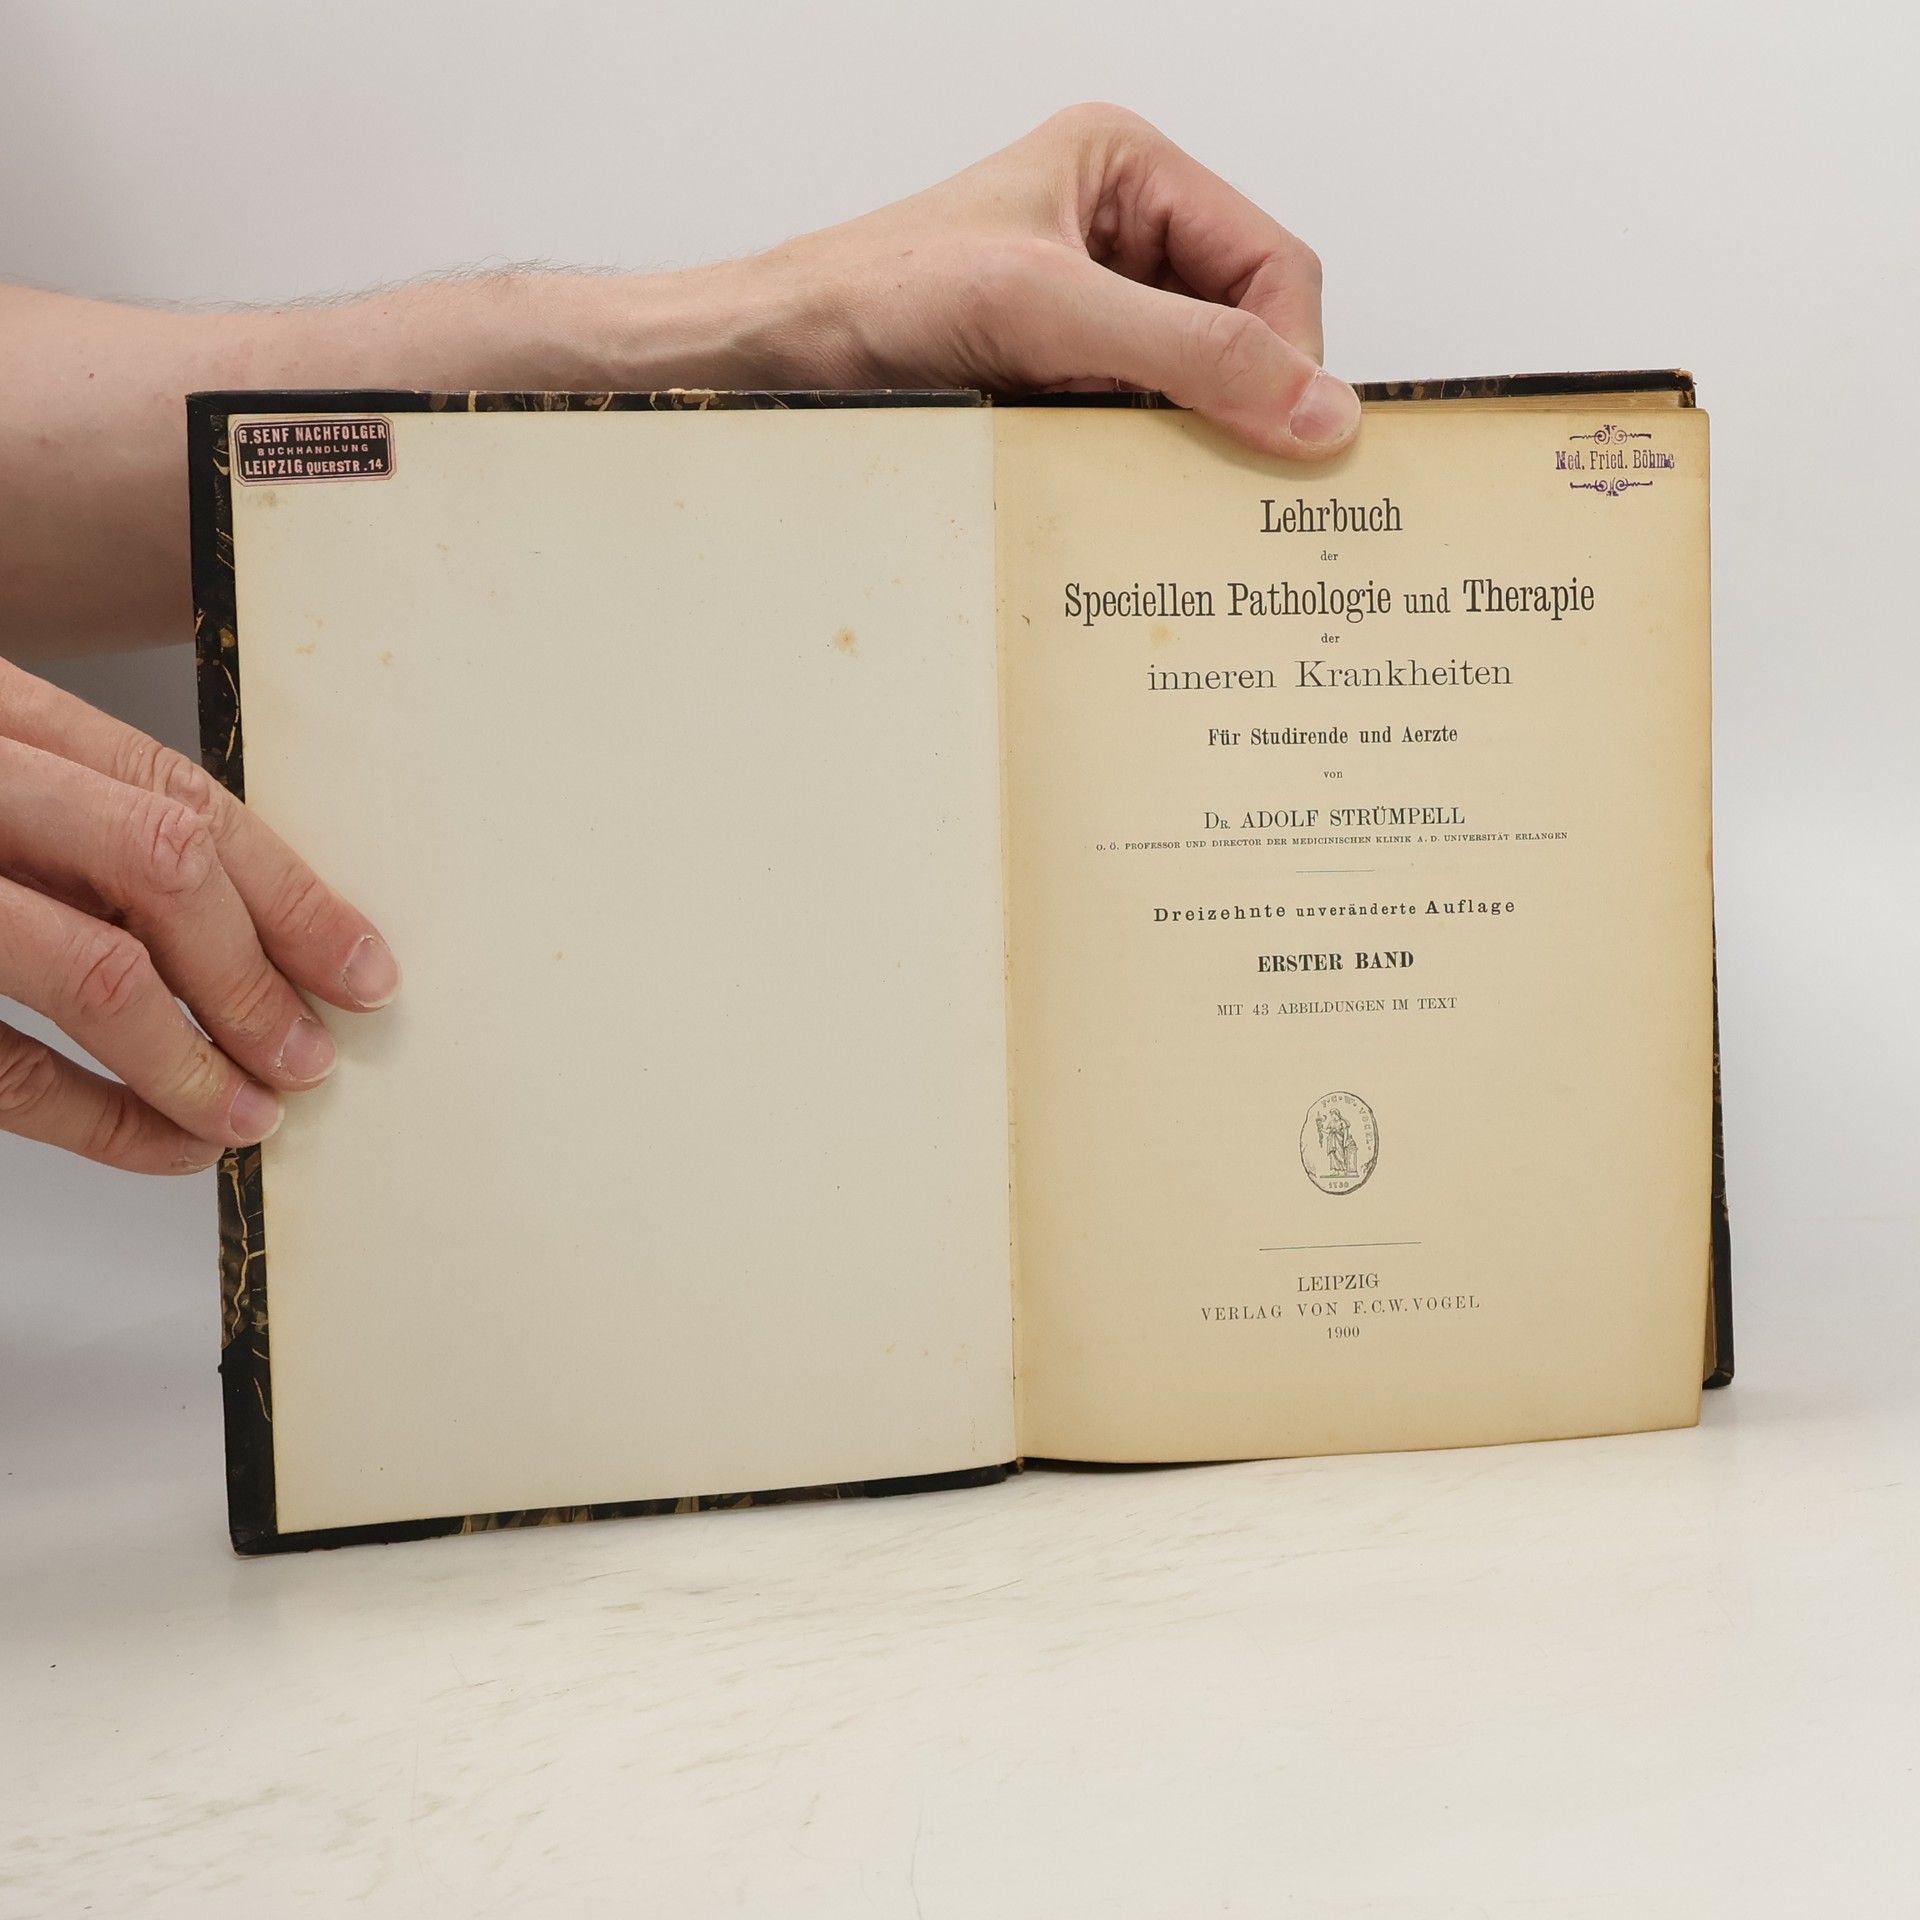 G. SENF NACHFOLGER
BUCHHANDLUNG
LEIPZIG QUERSTR. 14
Med. Fried. Böhme
Lehrbuch
der
Speciellen Pathologie und Therapie
der
inneren Krankheiten
Für Studirende und Aerzte
von
DR. ADOLF STRÜMPELL
O. Ö. PROFESSOR UND DIRECTOR DER MEDICINISCHEN KLINIK A. D. UNIVERSITÄT ERLANGEN
Dreizehnte unveränderte Auflage
ERSTER BAND
MIT 43 ABBILDUNGEN IM TEXT
F·C·W·VOGEL·
1730
LEIPZIG
VERLAG VON F.C.W.VOGEL
1900